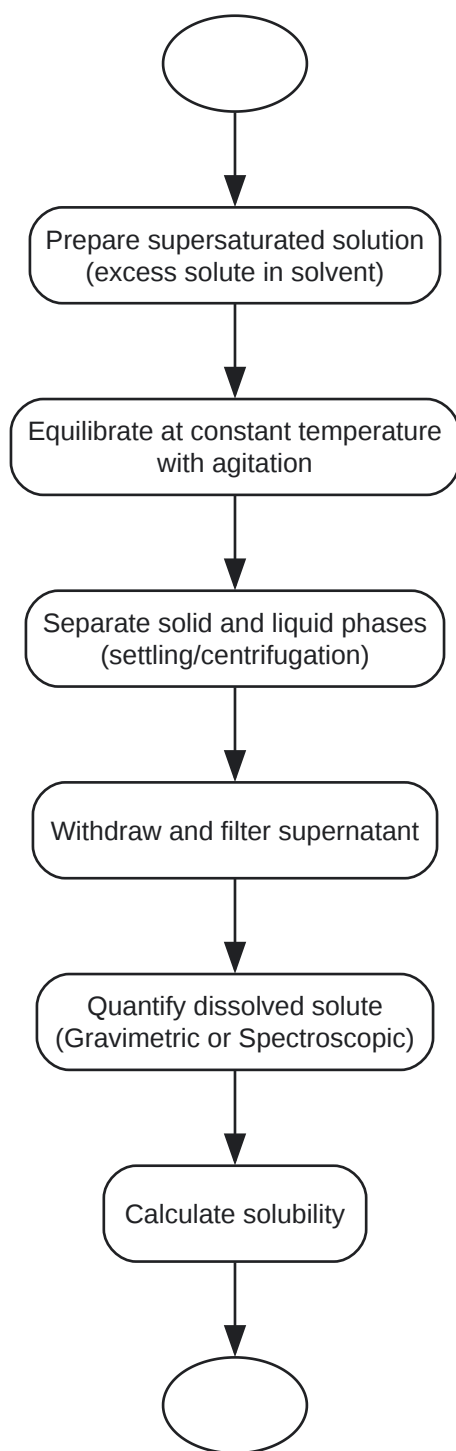 Prepare supersaturated solution
(excess solute in solvent)
Equilibrate at constant temperature
with agitation
Separate solid and liquid phases
(settling/centrifugation)
Withdraw and filter supernatant
Quantify dissolved solute
(Gravimetric or Spectroscopic)
Calculate solubility